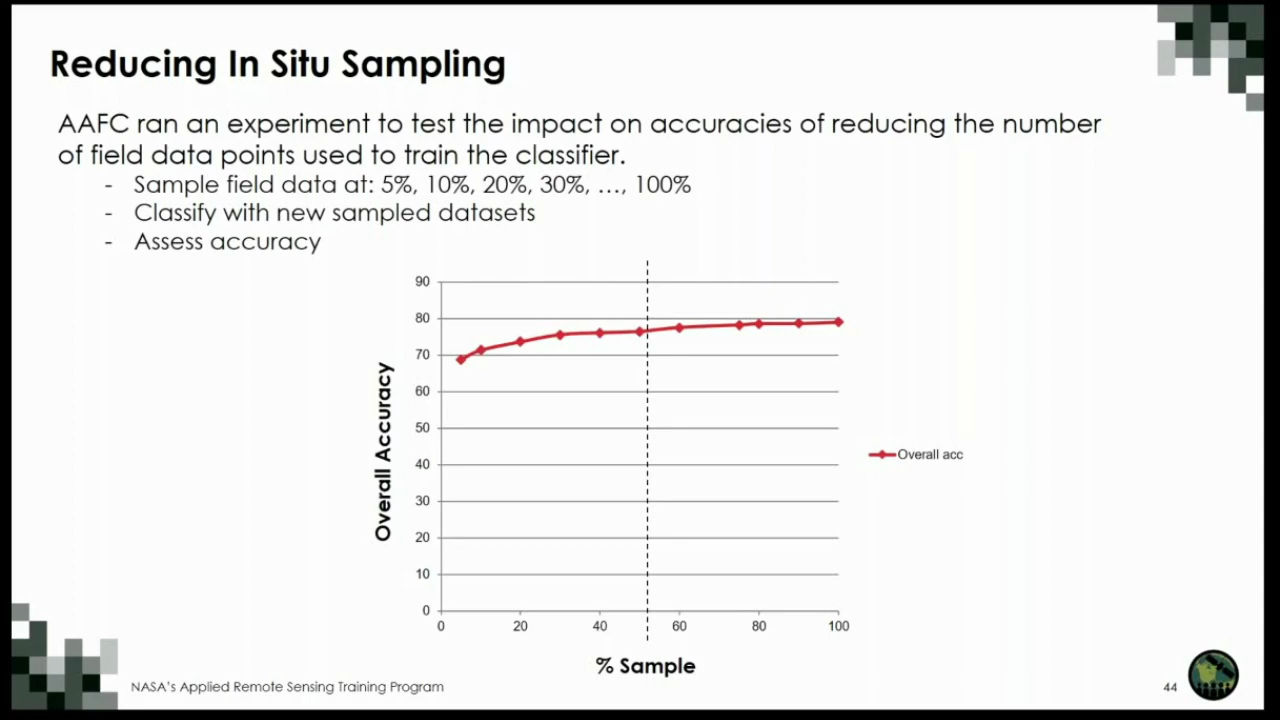 Reducing In Situ Sampling
AAFC ran an experiment to test the impact on accuracies of reducing the number
of field data points used to train the classifier.
- Sample field data at: 5%, 10%, 20%, 30%, …, 100%
- Classify with new sampled datasets
- Assess accuracy
90
80
70
60
50
40
30
20
10
0
Overall Accuracy
0 20 40 60 80 100
% Sample
Overall acc
NASA's Applied Remote Sensing Training Program
44